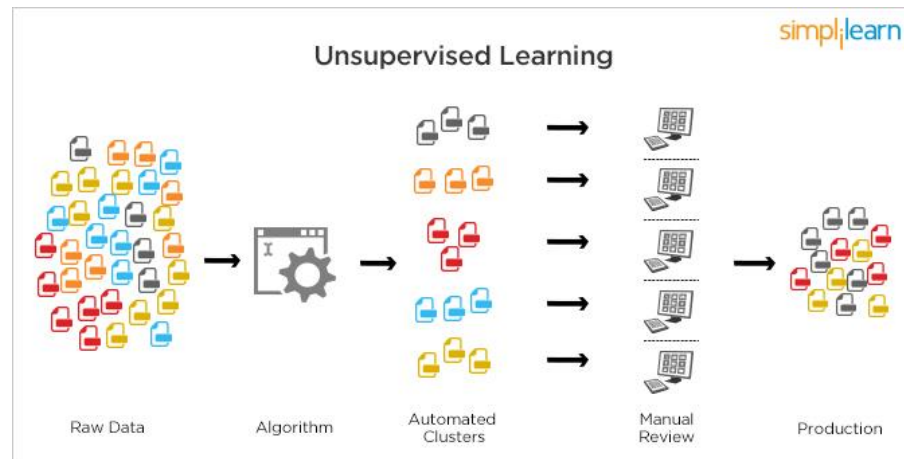 simplilearn
Unsupervised Learning
Raw Data
Algorithm
Automated
Clusters
Manual
Review
Production